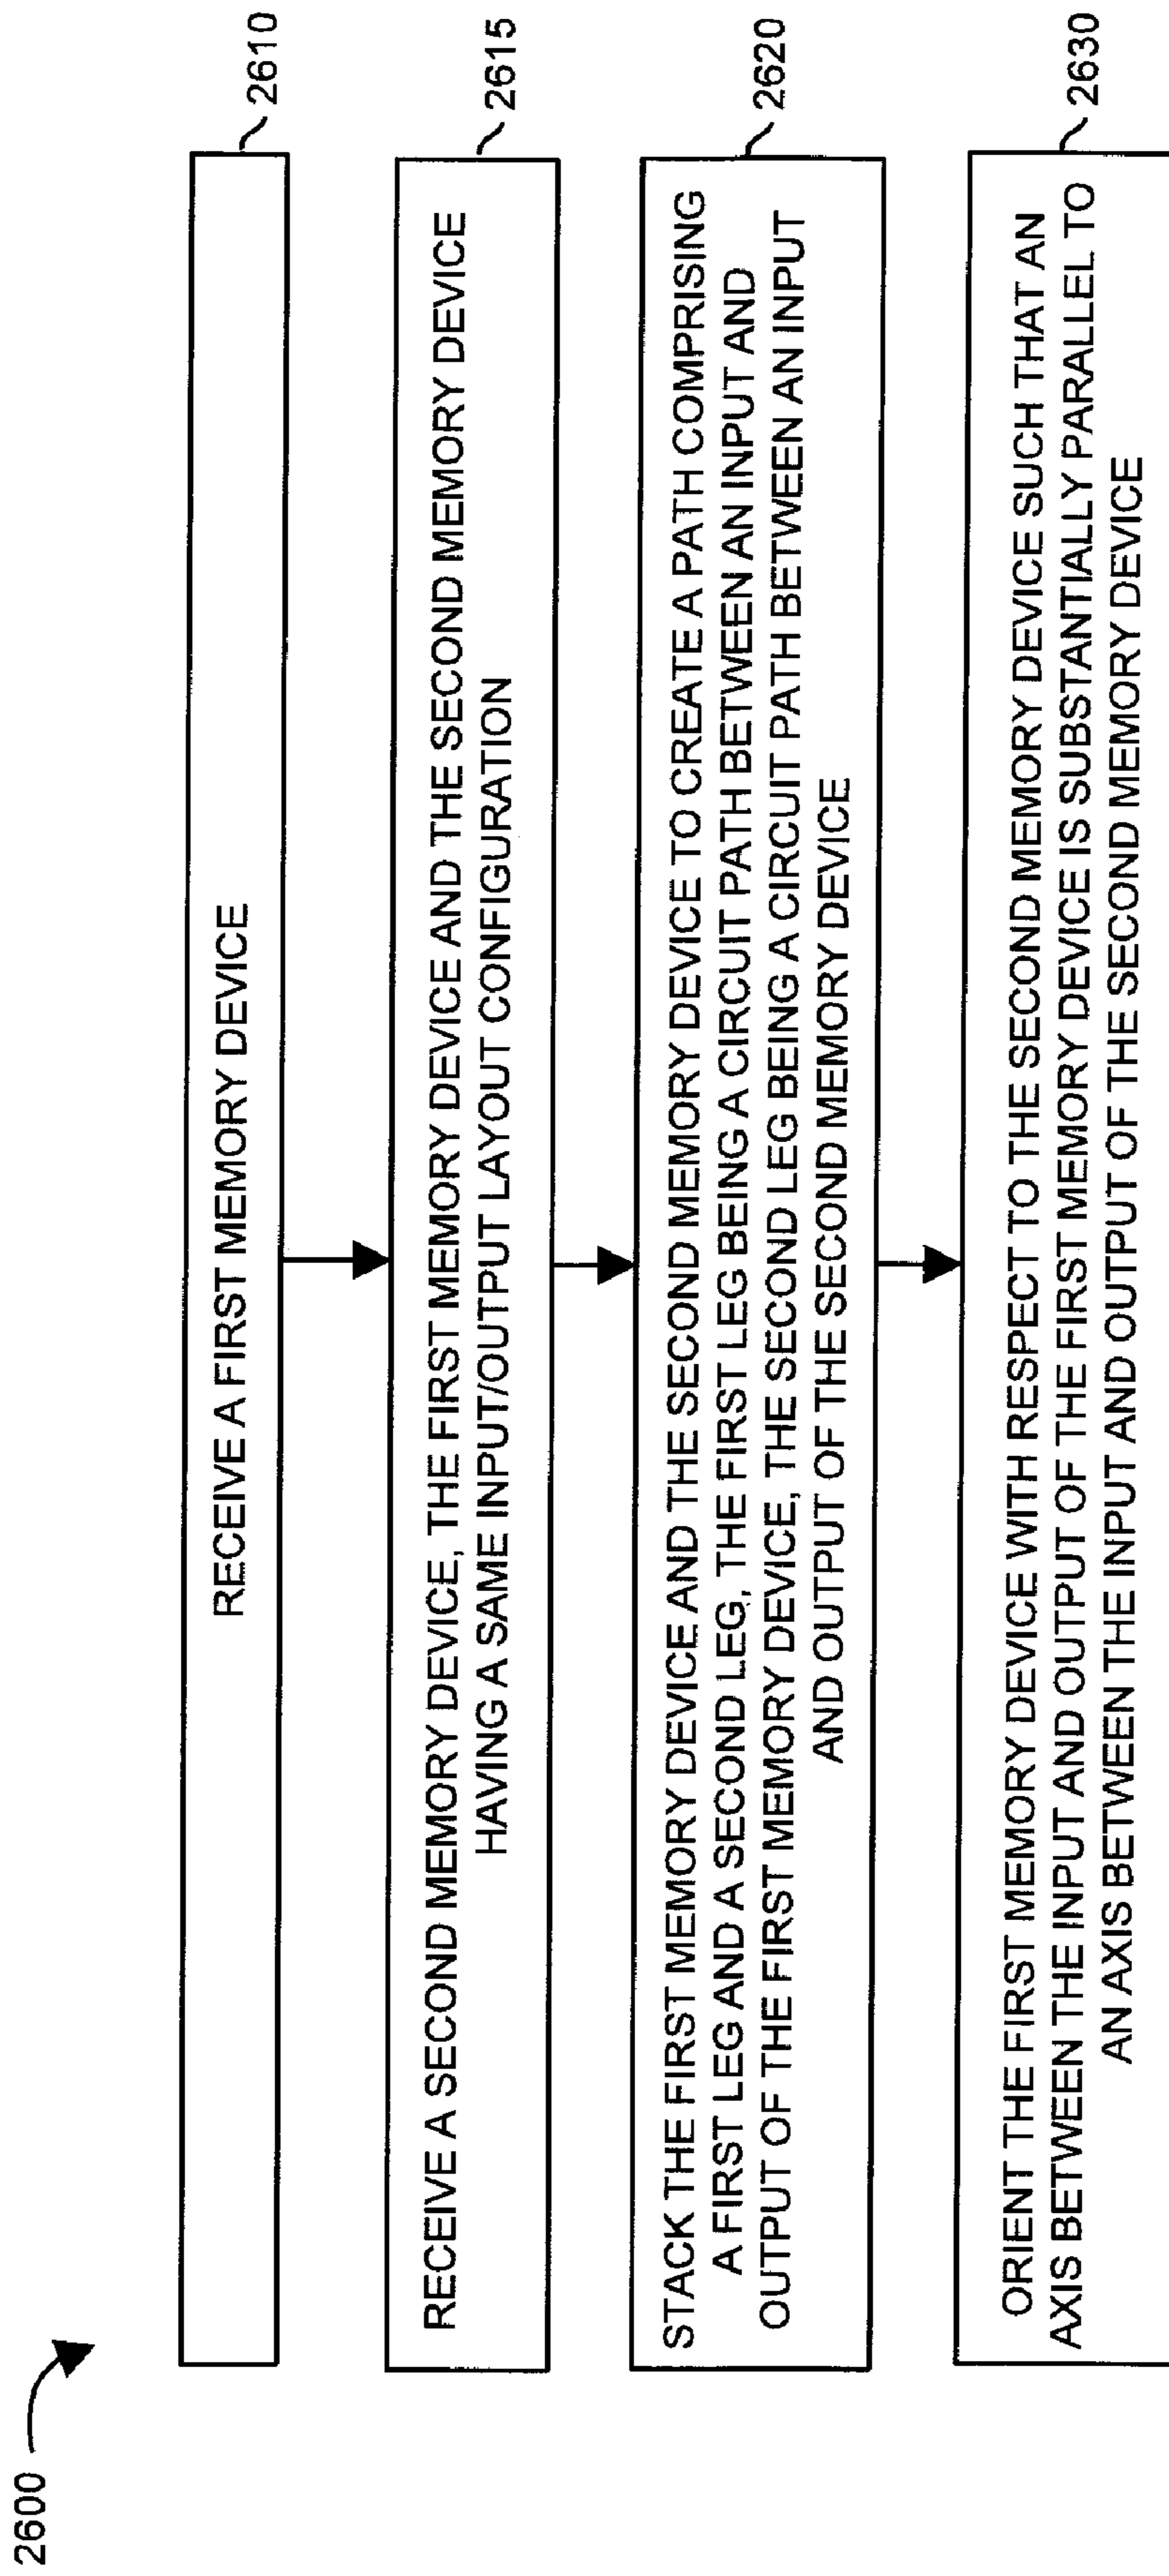 2600
RECEIVE A FIRST MEMORY DEVICE
2610
RECEIVE A SECOND MEMORY DEVICE, THE FIRST MEMORY DEVICE AND THE SECOND MEMORY DEVICE
HAVING A SAME INPUT/OUTPUT LAYOUT CONFIGURATION
2615
STACK THE FIRST MEMORY DEVICE AND THE SECOND MEMORY DEVICE TO CREATE A PATH COMPRISING
A FIRST LEG AND A SECOND LEG, THE FIRST LEG BEING A CIRCUIT PATH BETWEEN AN INPUT AND
OUTPUT OF THE FIRST MEMORY DEVICE, THE SECOND LEG BEING A CIRCUIT PATH BETWEEN AN INPUT
AND OUTPUT OF THE SECOND MEMORY DEVICE
2620
ORIENT THE FIRST MEMORY DEVICE WITH RESPECT TO THE SECOND MEMORY DEVICE SUCH THAT AN
AXIS BETWEEN THE INPUT AND OUTPUT OF THE FIRST MEMORY DEVICE IS SUBSTANTIALLY PARALLEL TO
AN AXIS BETWEEN THE INPUT AND OUTPUT OF THE SECOND MEMORY DEVICE
2630